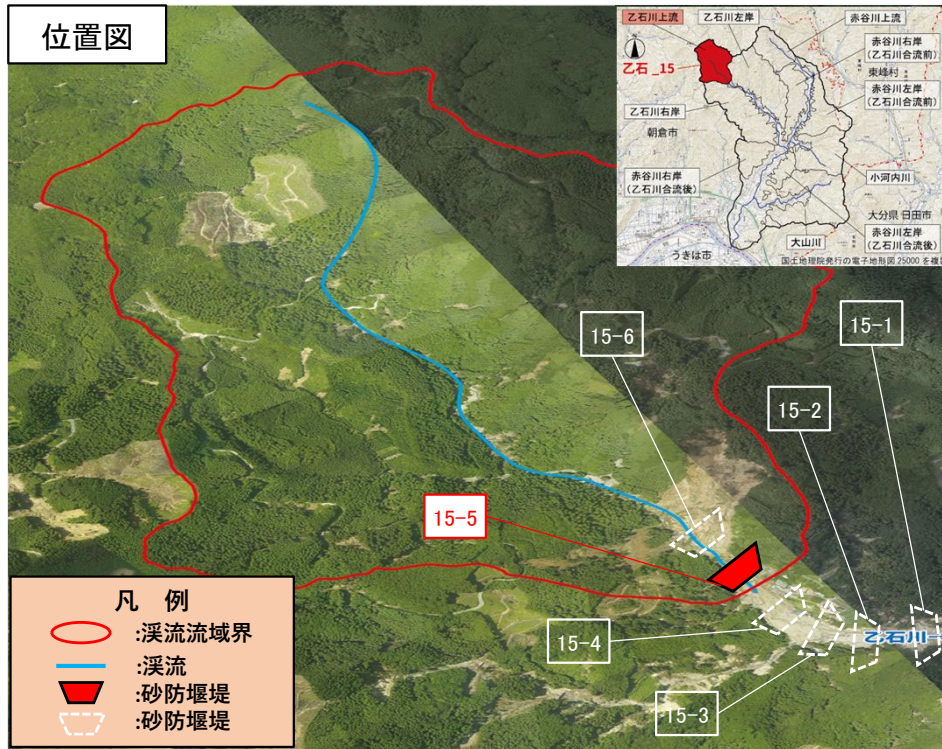 位置図
乙石川上流
乙石川左岸
赤谷川上流
赤谷川右岸
(乙石川合流前)
東峰村
乙石_15
赤谷川左岸
(乙石川合流前)
乙石川右岸
朝倉市
赤谷川右岸
(乙石川合流後)
小河内川
大分県 日田市
赤谷川左岸
(乙石川合流後)
大山川
うきは市
国土地理院発行の電子地形図25000を複
15-6
15-1
15-2
15-5
15-4
15-3
乙石川
凡 例
:渓流流域界
:渓流
:砂防堰堤
:砂防堰堤